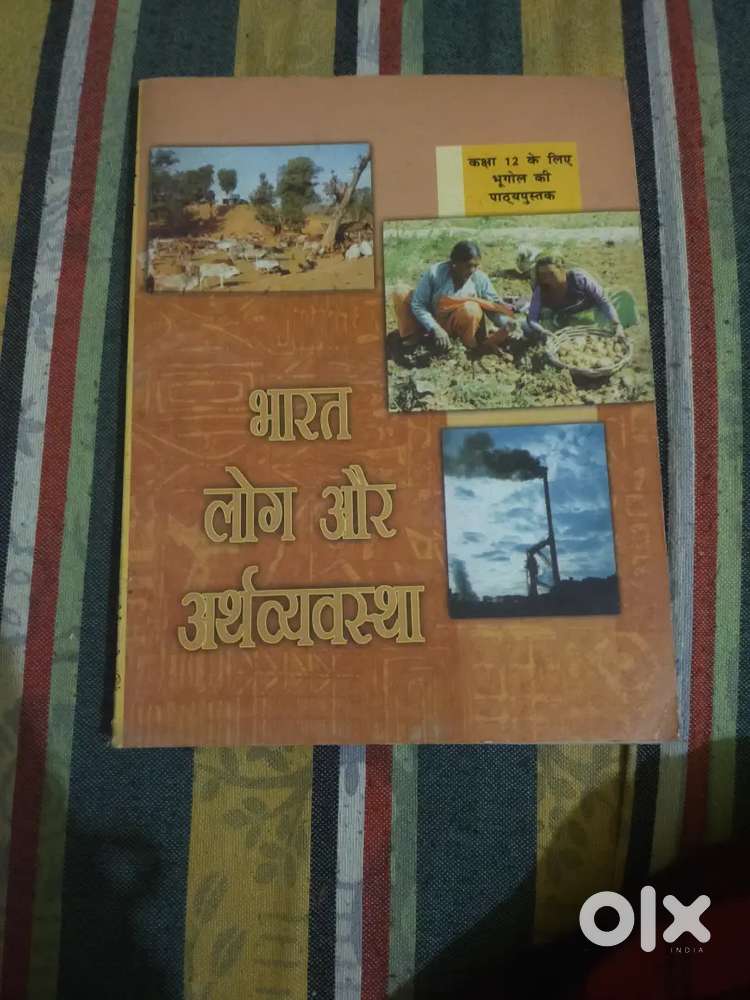 कक्षा 12 के लिए
भूगोल की
पाठ्यपुस्तक
भारत
लोग और
अर्थव्यवस्था
olx
INDIA